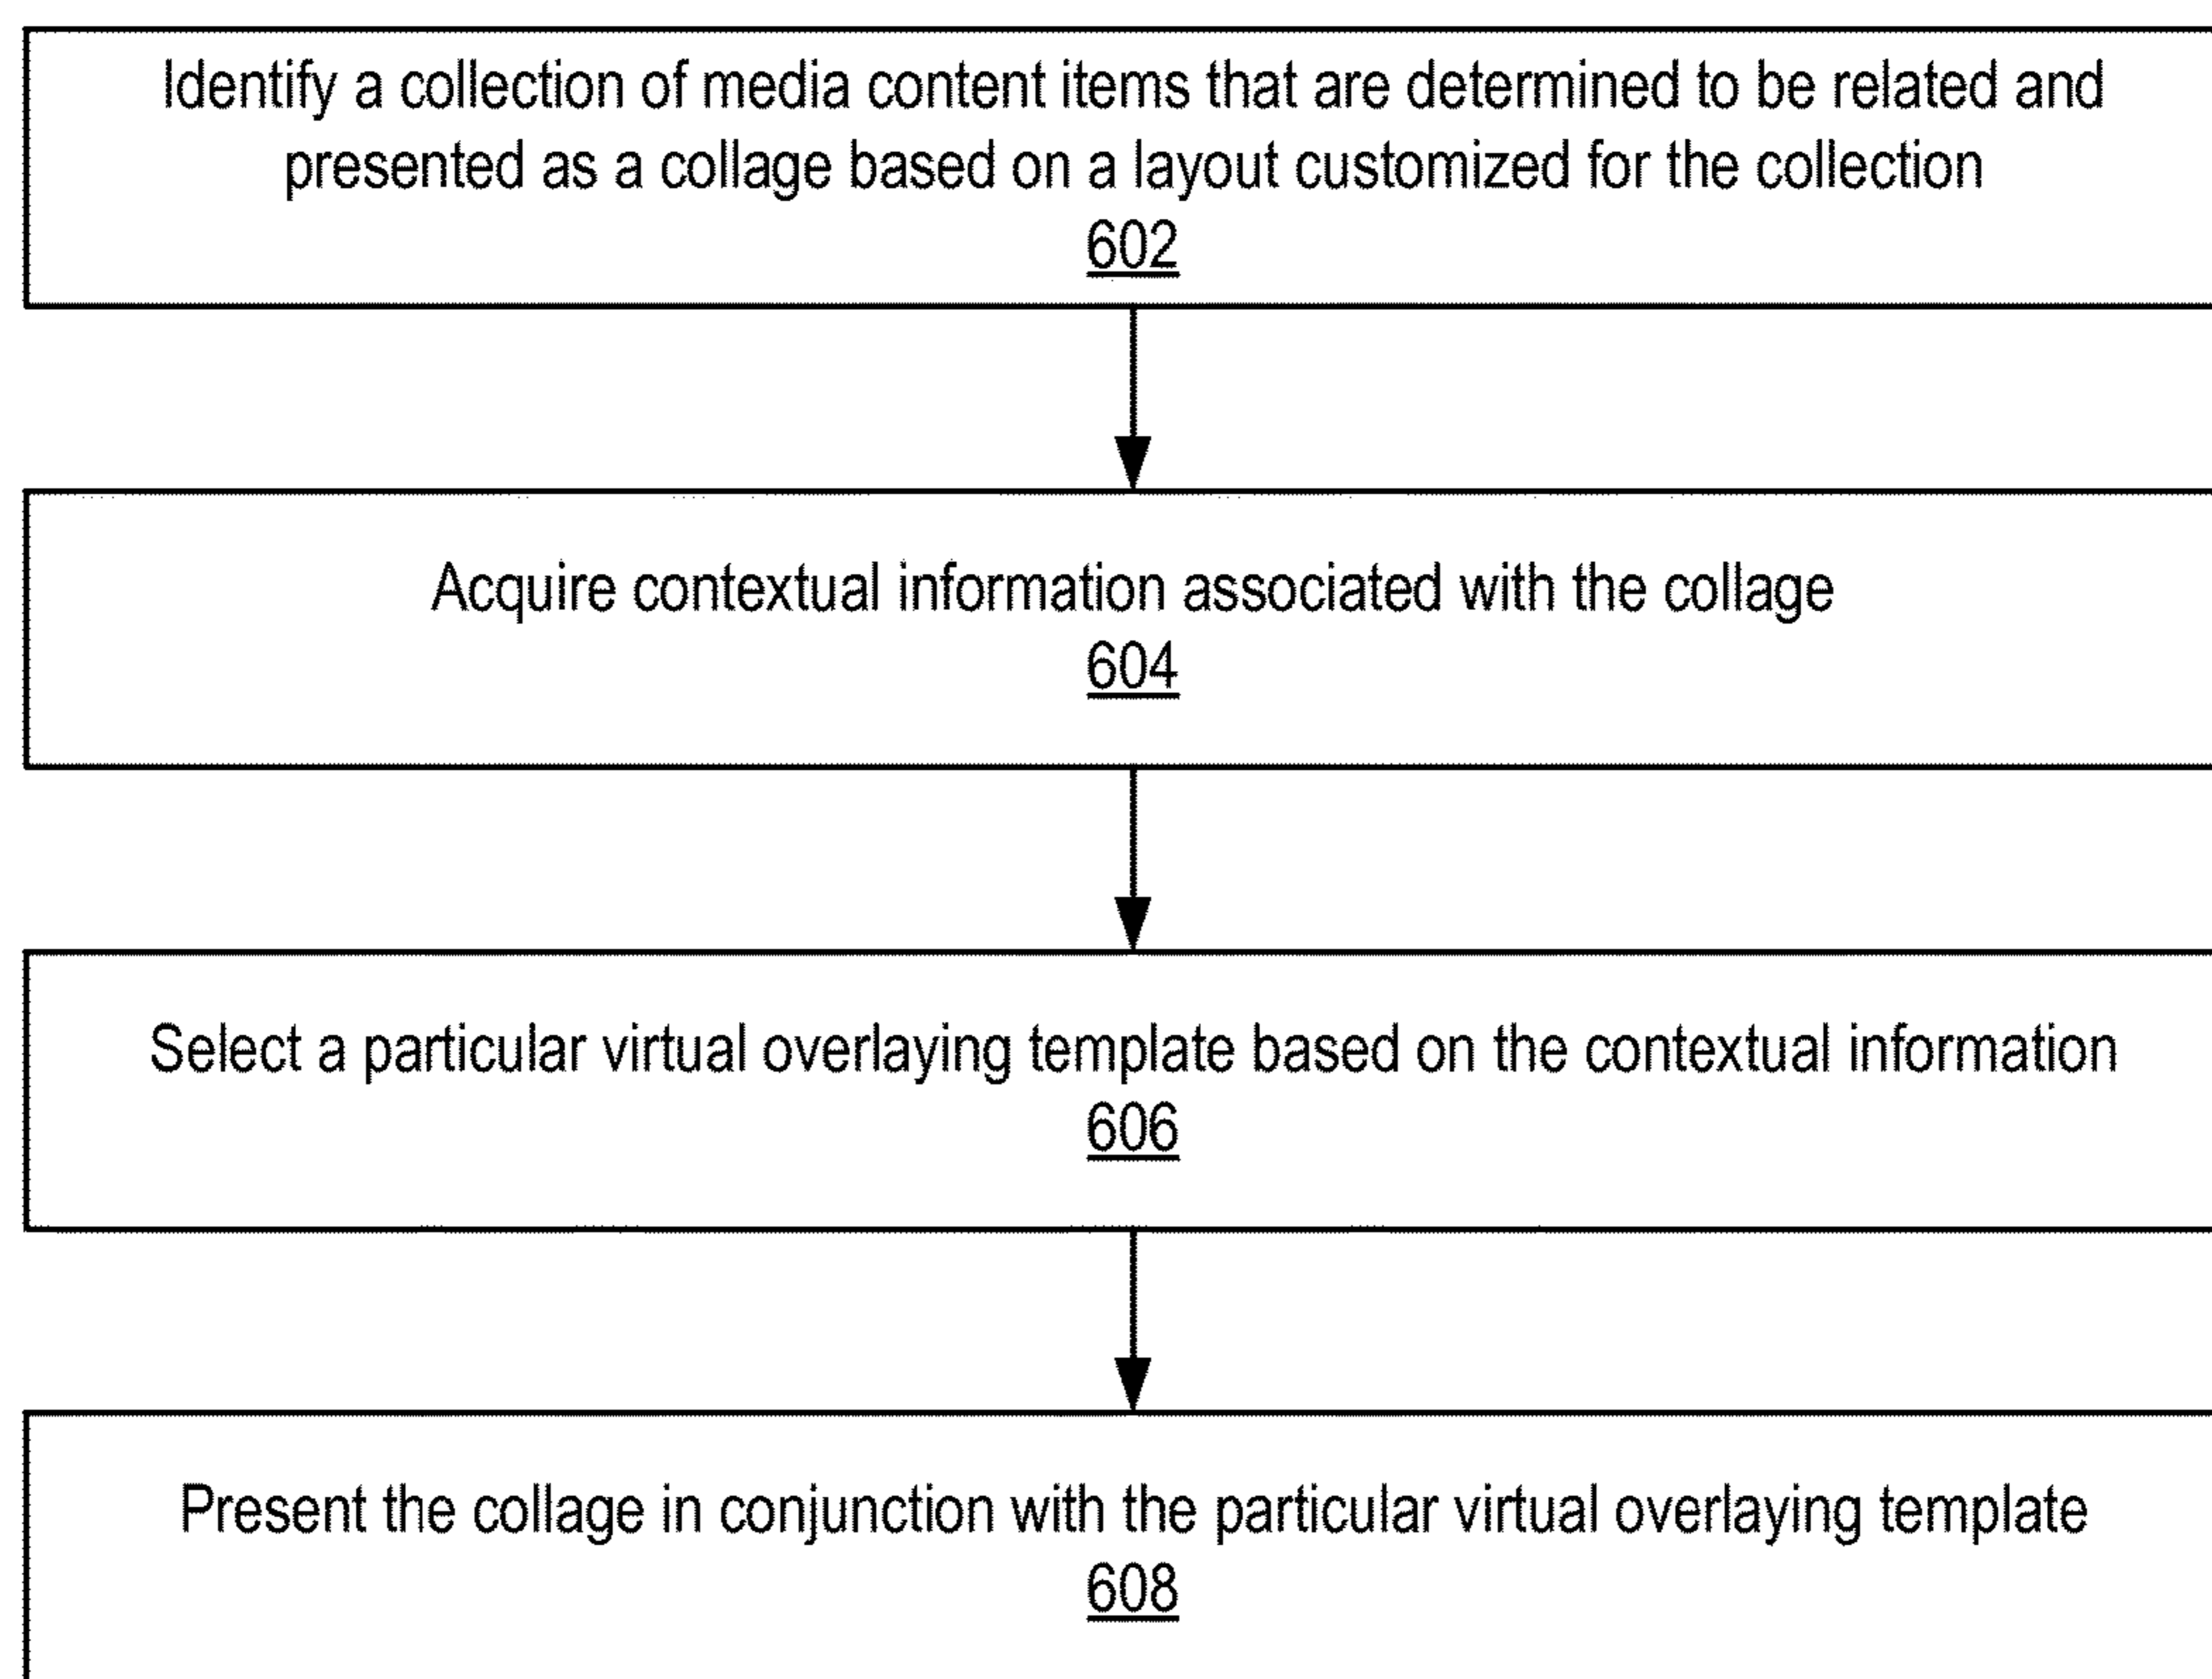 Identify a collection of media content items that are determined to be related and
presented as a collage based on a layout customized for the collection
602
Acquire contextual information associated with the collage
604
Select a particular virtual overlaying template based on the contextual information
606
Present the collage in conjunction with the particular virtual overlaying template
608